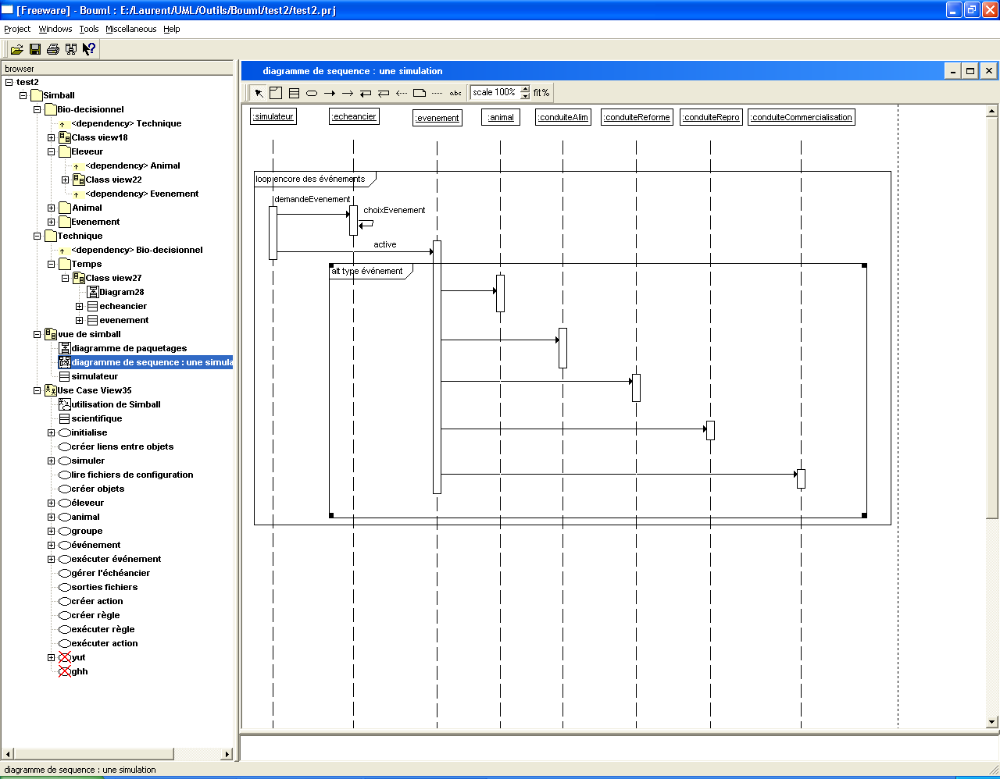 [Freeware] - Bouml : E:/Laurent/UML/Outils/Bouml/test2/test2.prj
Project Windows Tools Miscellaneous Help
browser
test2
Simball
Bio-decisionnel
<dependency> Technique
Class view18
Eleveur
<dependency> Animal
Class view22
<dependency> Evenement
Animal
Evenement
Technique
<dependency> Bio-decisionnel
Temps
Class view27
Diagram28
echeancier
evenement
vue de simball
diagramme de paquetages
diagramme de sequence : une simula
simulateur
Use Case View35
utilisation de Simball
scientifique
initialise
créer liens entre objets
simuler
lire fichiers de configuration
créer objets
éleveur
animal
groupe
événement
exécuter événement
gérer l'échéancier
sorties fichiers
créer action
créer règle
exécuter règle
exécuter action
yut
ghh
diagramme de sequence : une simulation
abc scale 100% fit%
:simulateur :echeancier :evenement :animal :conduiteAlim :conduiteReforme :conduiteRepro :conduiteCommercialisation
loop encore des événements
demandeEvenement
choixEvenement
active
alt type événement
diagramme de sequence : une simulation